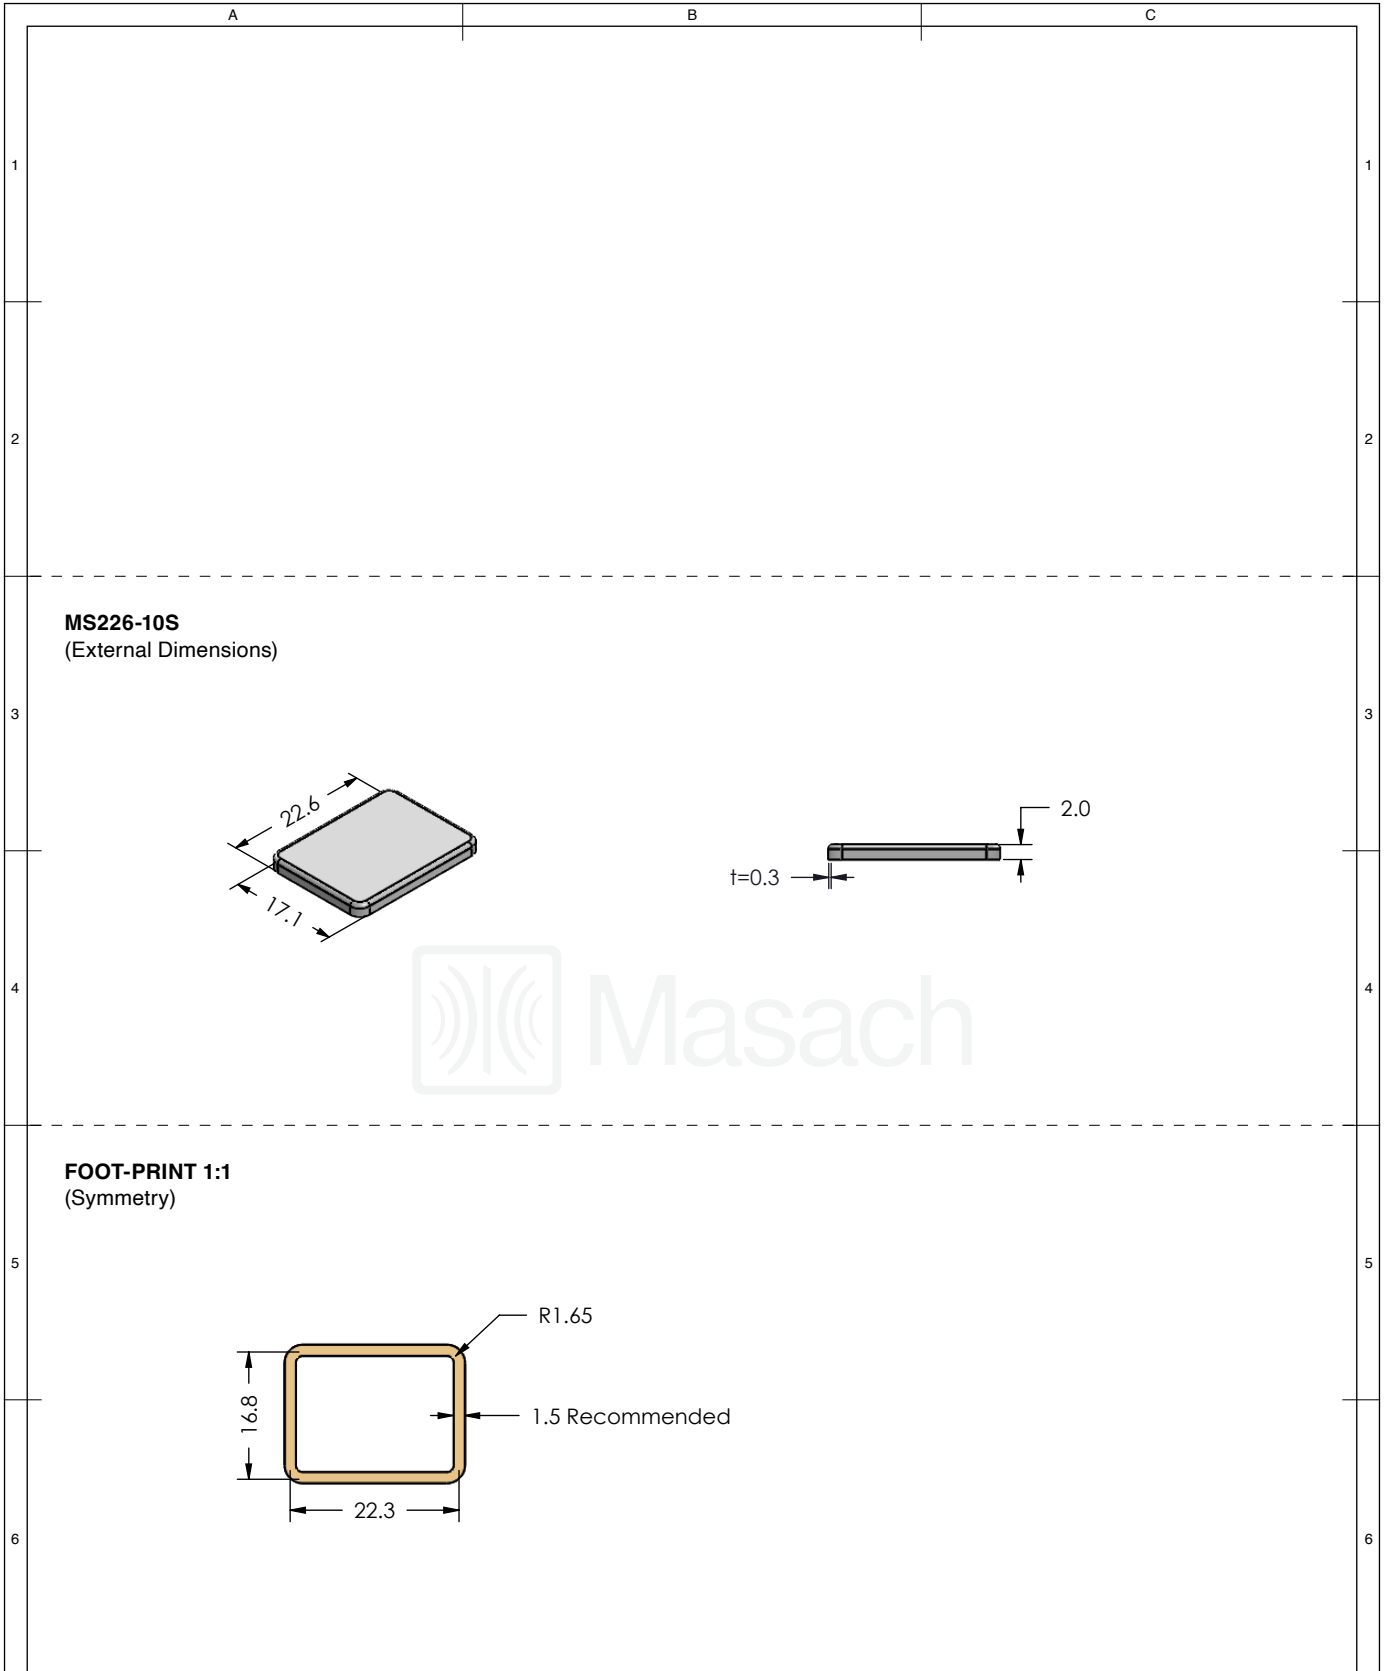 A B C
1 1
2 2
MS226-10S
(External Dimensions)
3 3
22.6
17.1
2.0
t=0.3
Masach
4 4
FOOT-PRINT 1:1
(Symmetry)
5 5
R1.65
16.8
1.5 Recommended
22.3
6 6